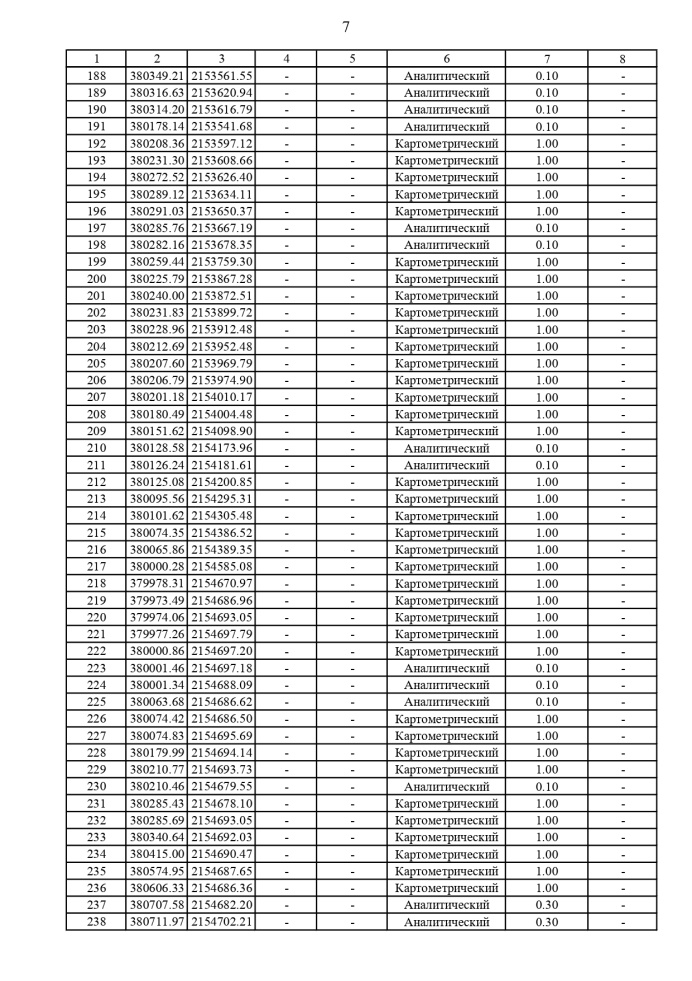 7
1 2 3 4 5 6 7 8
188 380349.21 2153561.55 - - Аналитический 0.10 -
189 380316.63 2153620.94 - - Аналитический 0.10 -
190 380314.20 2153616.79 - - Аналитический 0.10 -
191 380178.14 2153541.68 - - Аналитический 0.10 -
192 380208.36 2153597.12 - - Картометрический 1.00 -
193 380231.30 2153608.66 - - Картометрический 1.00 -
194 380272.52 2153626.40 - - Картометрический 1.00 -
195 380289.12 2153634.11 - - Картометрический 1.00 -
196 380291.03 2153650.37 - - Картометрический 1.00 -
197 380285.76 2153667.19 - - Аналитический 0.10 -
198 380282.16 2153678.35 - - Аналитический 0.10 -
199 380259.44 2153759.30 - - Картометрический 1.00 -
200 380225.79 2153867.28 - - Картометрический 1.00 -
201 380240.00 2153872.51 - - Картометрический 1.00 -
202 380231.83 2153899.72 - - Картометрический 1.00 -
203 380228.96 2153912.48 - - Картометрический 1.00 -
204 380212.69 2153952.48 - - Картометрический 1.00 -
205 380207.60 2153969.79 - - Картометрический 1.00 -
206 380206.79 2153974.90 - - Картометрический 1.00 -
207 380201.18 2154010.17 - - Картометрический 1.00 -
208 380180.49 2154004.48 - - Картометрический 1.00 -
209 380151.62 2154098.90 - - Картометрический 1.00 -
210 380128.58 2154173.96 - - Аналитический 0.10 -
211 380126.24 2154181.61 - - Аналитический 0.10 -
212 380125.08 2154200.85 - - Картометрический 1.00 -
213 380095.56 2154295.31 - - Картометрический 1.00 -
214 380101.62 2154305.48 - - Картометрический 1.00 -
215 380074.35 2154386.52 - - Картометрический 1.00 -
216 380065.86 2154389.35 - - Картометрический 1.00 -
217 380000.28 2154585.08 - - Картометрический 1.00 -
218 379978.31 2154670.97 - - Картометрический 1.00 -
219 379973.49 2154686.96 - - Картометрический 1.00 -
220 379974.06 2154693.05 - - Картометрический 1.00 -
221 379977.26 2154697.79 - - Картометрический 1.00 -
222 380000.86 2154697.20 - - Картометрический 1.00 -
223 380001.46 2154697.18 - - Аналитический 0.10 -
224 380001.34 2154688.09 - - Аналитический 0.10 -
225 380063.68 2154686.62 - - Аналитический 0.10 -
226 380074.42 2154686.50 - - Картометрический 1.00 -
227 380074.83 2154695.69 - - Картометрический 1.00 -
228 380179.99 2154694.14 - - Картометрический 1.00 -
229 380210.77 2154693.73 - - Картометрический 1.00 -
230 380210.46 2154679.55 - - Аналитический 0.10 -
231 380285.43 2154678.10 - - Картометрический 1.00 -
232 380285.69 2154693.05 - - Картометрический 1.00 -
233 380340.64 2154692.03 - - Картометрический 1.00 -
234 380415.00 2154690.47 - - Картометрический 1.00 -
235 380574.95 2154687.65 - - Картометрический 1.00 -
236 380606.33 2154686.36 - - Картометрический 1.00 -
237 380707.58 2154682.20 - - Аналитический 0.30 -
238 380711.97 2154702.21 - - Аналитический 0.30 -